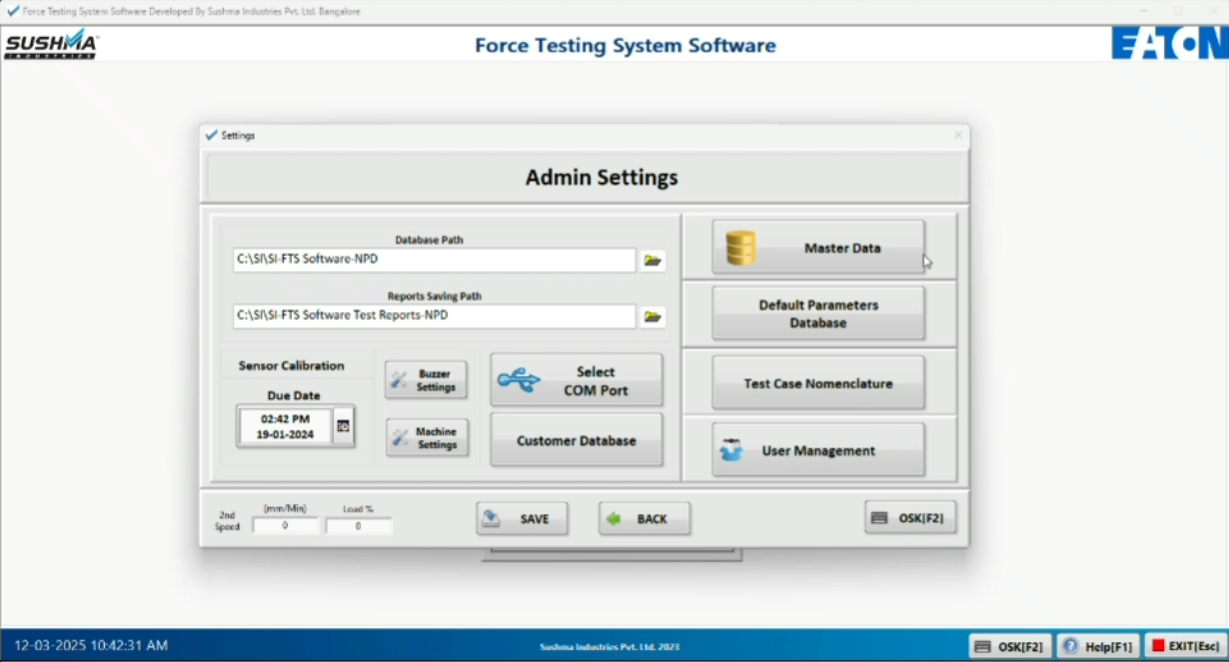 Force Testing System Software Developed By Sushma Industries Pvt. Ltd. Bangalore
SUSHMA
INDUSTRIES
Force Testing System Software
EATON
Settings
Admin Settings
Database Path
C:\SI\SI-FTS Software-NPD
Reports Saving Path
C:\SI\SI-FTS Software Test Reports-NPD
Sensor Calibration
Due Date
02:42 PM
19-01-2024
Buzzer
Settings
Machine
Settings
Select
COM Port
Customer Database
Master Data
Default Parameters
Database
Test Case Nomenclature
User Management
2nd
Speed
(mm/Min)
0
Load %
0
SAVE
BACK
OSK[F2]
12-03-2025 10:42:31 AM
Sushma Industries Pvt. Ltd. 2023
OSK[F2]
Help[F1]
EXIT[Esc]